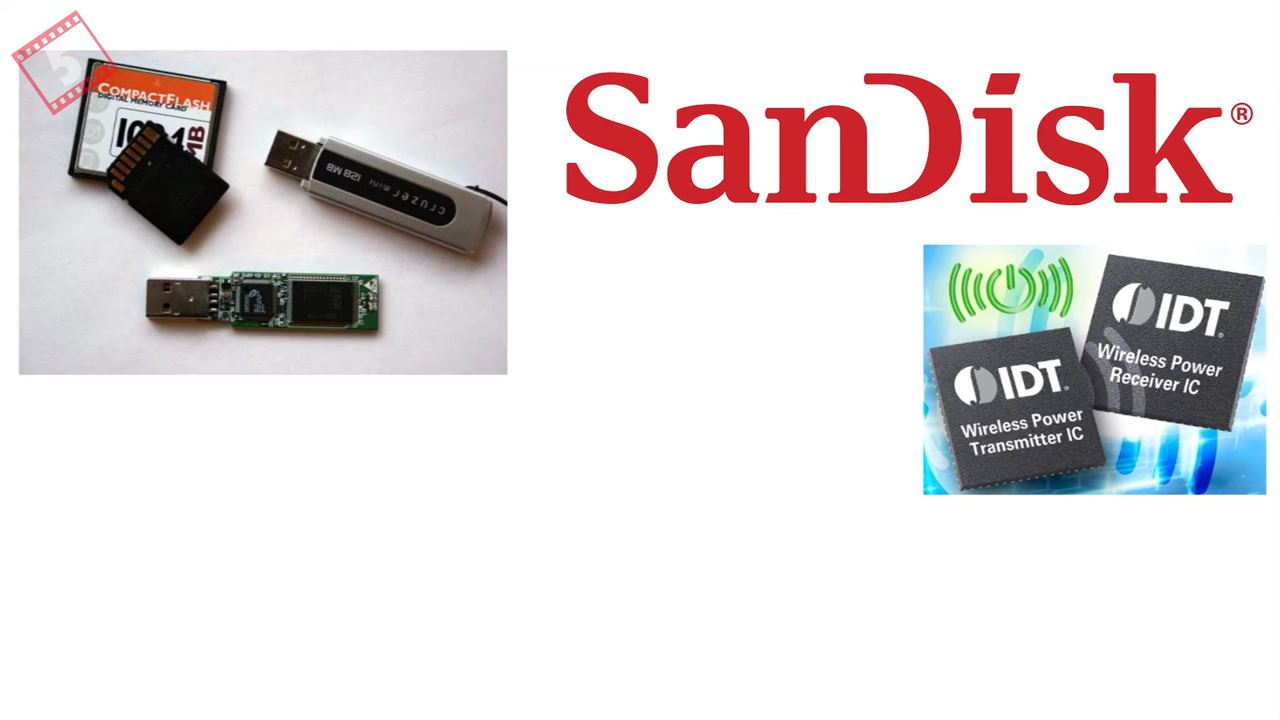 COMPACTFLASH
DIGITAL MEMORY CARD
MB
cruzer mini 128 MB
SanDisk®
IDT
Wireless Power
Receiver IC
IDT
Wireless Power
Transmitter IC